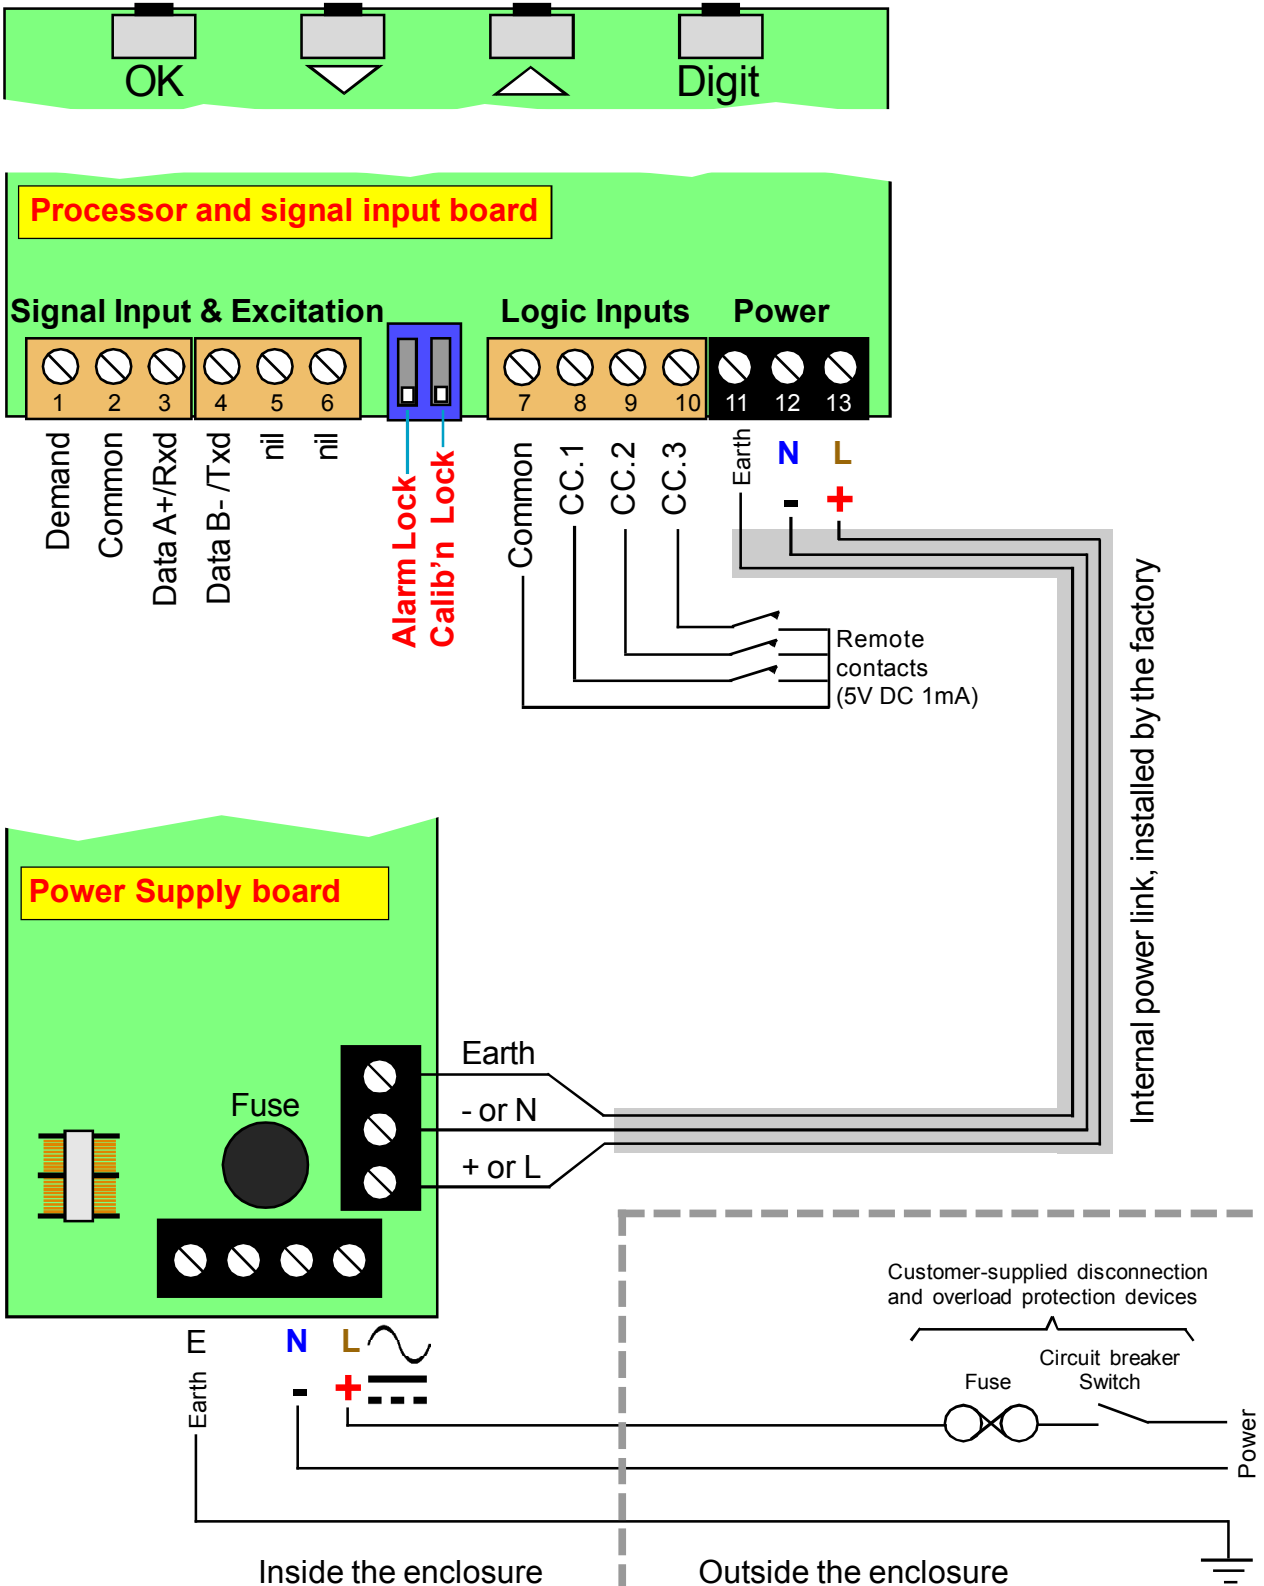 OK
Digit
Processor and signal input board
Signal Input & Excitation
Logic Inputs
Power
1 2 3 4 5 6
7 8 9 10 11 12 13
Demand
Common
Data A+/Rxd
Data B- /Txd
nil
nil
Alarm Lock
Calib'n Lock
Common
CC.1
CC.2
CC.3
Earth
N
L
-
+
Remote
contacts
(5V DC 1mA)
Internal power link, installed by the factory
Power Supply board
Fuse
Earth
- or N
+ or L
E
N
L
Earth
-
+
Customer-supplied disconnection
and overload protection devices
Circuit breaker
Switch
Fuse
Power
Inside the enclosure
Outside the enclosure